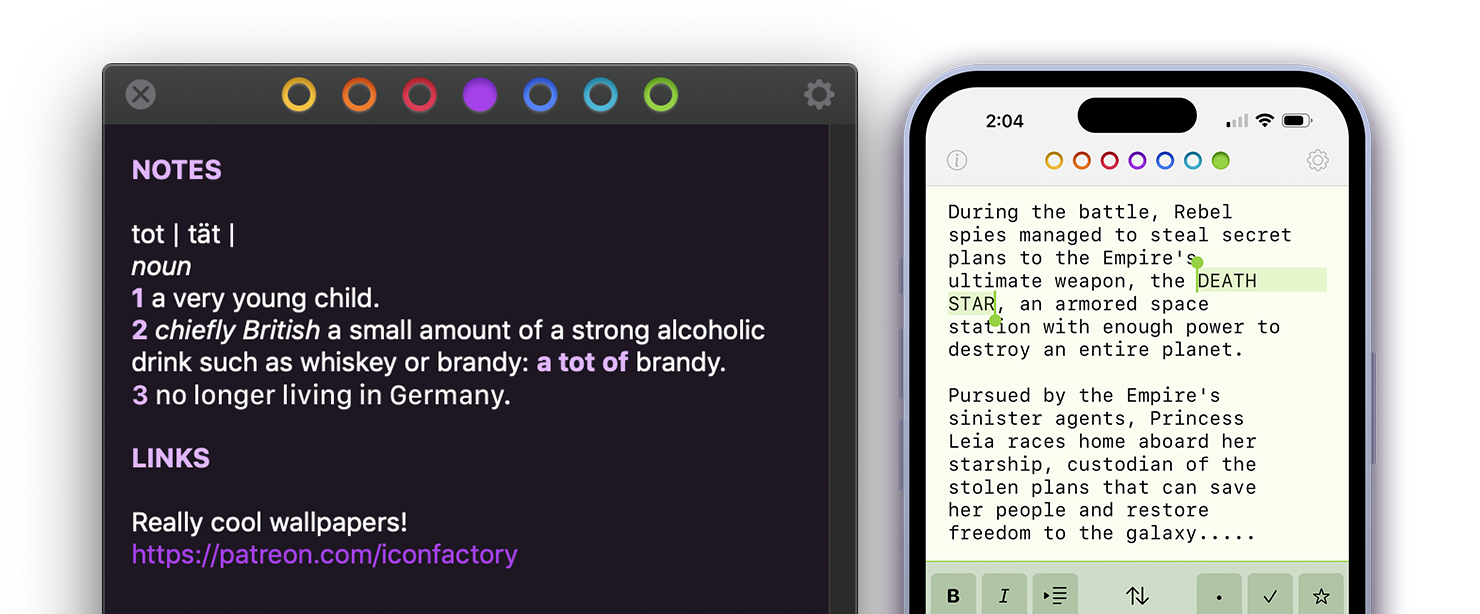 NOTES
tot | tät |
noun
1 a very young child.
2 chiefly British a small amount of a strong alcoholic
drink such as whiskey or brandy: a tot of brandy.
3 no longer living in Germany.
LINKS
Really cool wallpapers!
https://patreon.com/iconfactory
2:04
During the battle, Rebel
spies managed to steal secret
plans to the Empire's
ultimate weapon, the DEATH
STAR, an armored space
station with enough power to
destroy an entire planet.
Pursued by the Empire's
sinister agents, Princess
Leia races home aboard her
starship, custodian of the
stolen plans that can save
her people and restore
freedom to the galaxy.....
B I